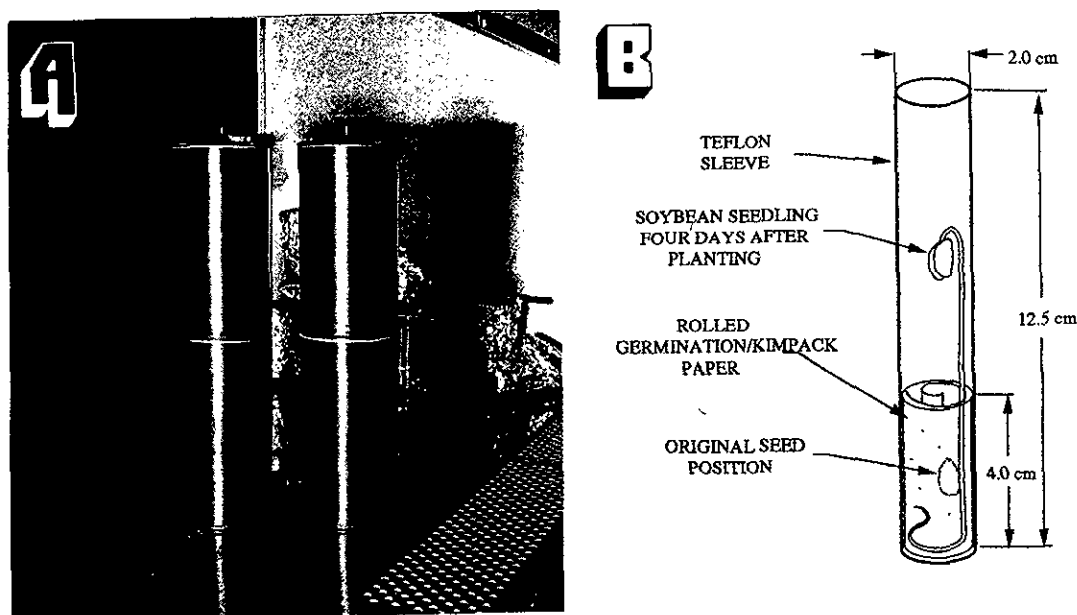 A
B
2.0 cm
TEFLON
SLEEVE
SOYBEAN SEEDLING
FOUR DAYS AFTER
PLANTING
12.5 cm
ROLLED
GERMINATION/KIMPACK
PAPER
ORIGINAL SEED
POSITION
4.0 cm